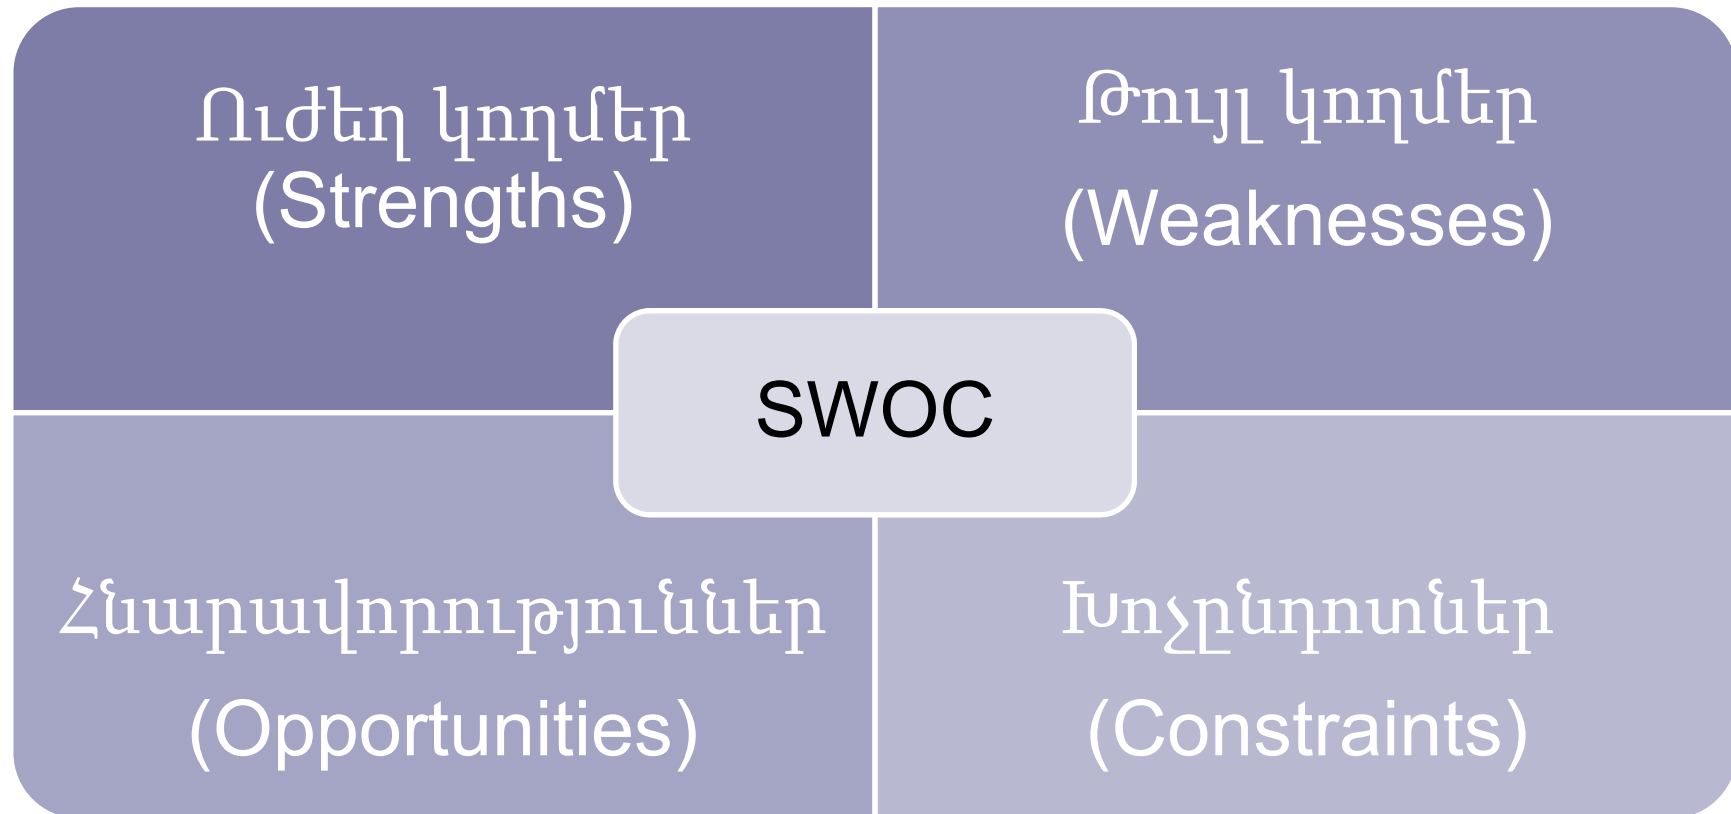 Ուժեղ կողմեր
(Strengths)
Թույլ կողմեր
(Weaknesses)
SWOC
Հնարավորություններ
(Opportunities)
Խոչընդոտներ
(Constraints)